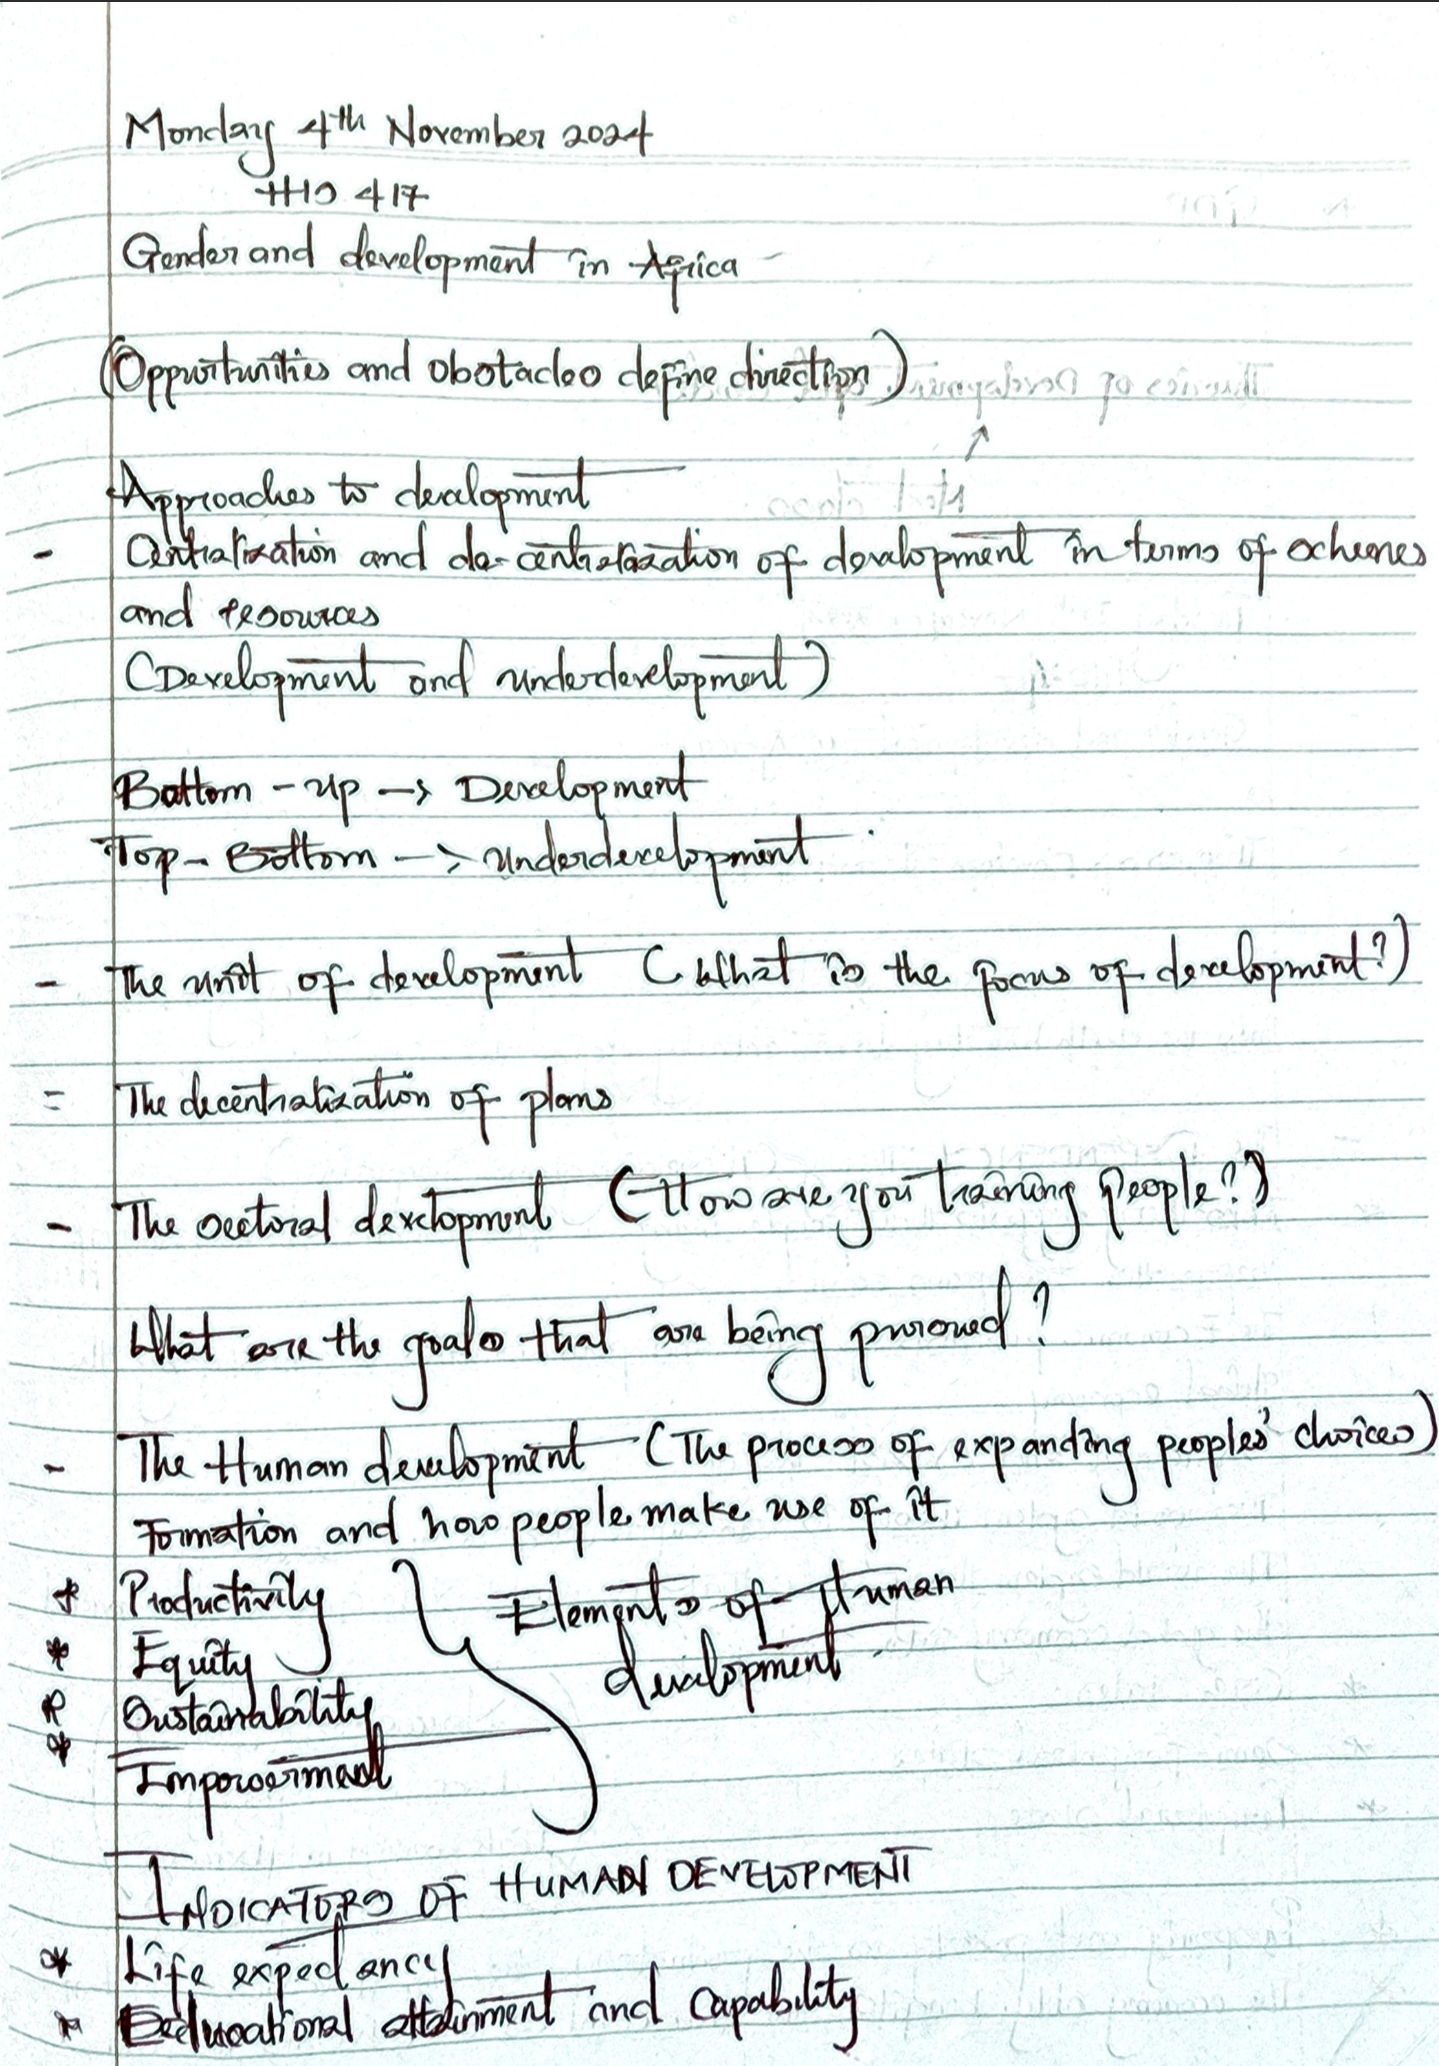 Monday 4th November 2024
HIS 417
Gender and development in Africa
(Opportunities and obstacles define direction)
Approaches to development
- Centralization and de-centralization of development in terms of schemes
and resources
(Development and underdevelopment)
Bottom - up -> Development
Top - Bottom -> underdevelopment
- The unit of development (What is the focus of development?)
= The decentralization of plans
- The sectoral development (How are you training people?)
What are the goals that are being pursued?
- The Human development (The process of expanding peoples' choices)
Formation and how people make use of it
* Productivity
* Equity
* Sustainability
* Empowerment
Elements of Human
development
INDICATORS OF HUMAN DEVELOPMENT
* Life expectancy
* Educational attainment and capability